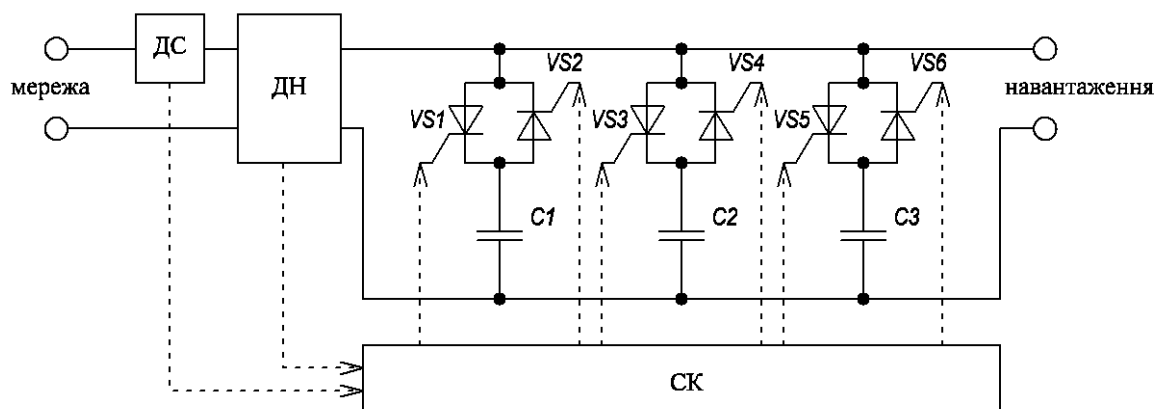 ДС
ДН
мережа
навантаження
VS1
VS2
VS3
VS4
VS5
VS6
C1
C2
C3
СК